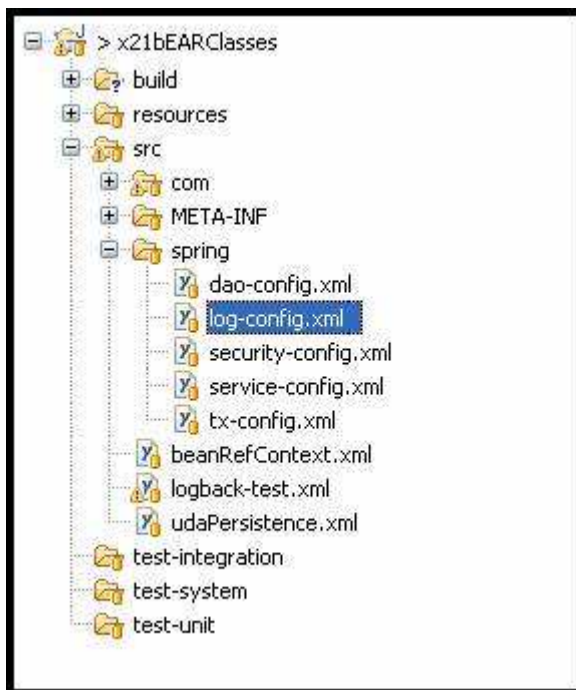 > x21bEARClasses
build
resources
src
com
META-INF
spring
dao-config.xml
log-config.xml
security-config.xml
service-config.xml
tx-config.xml
beanRefContext.xml
logback-test.xml
udaPersistence.xml
test-integration
test-system
test-unit